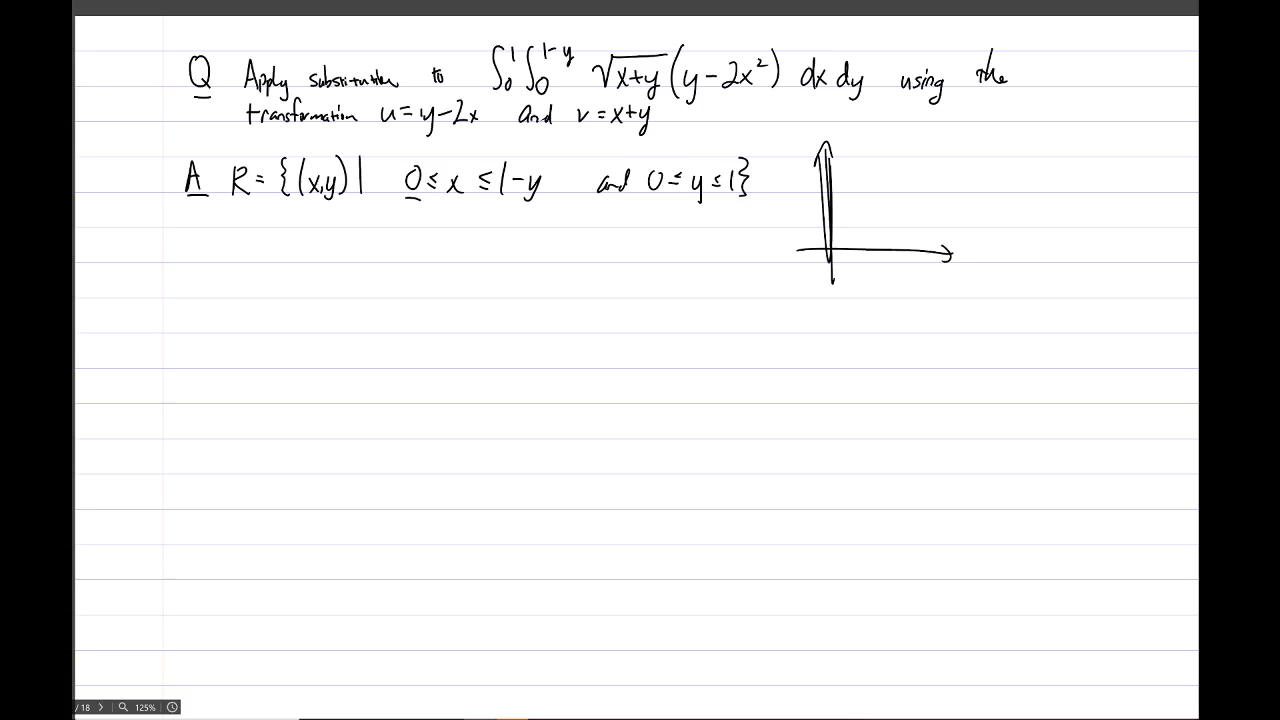 Q Apply substitution to ∫₀¹ ∫₀^{1-y} √(x+y) (y-2x²) dx dy using the
transformation u=y-2x and v=x+y
A R={(x,y)| 0≤x≤1-y and 0≤y≤1}
/ 18 > 125%